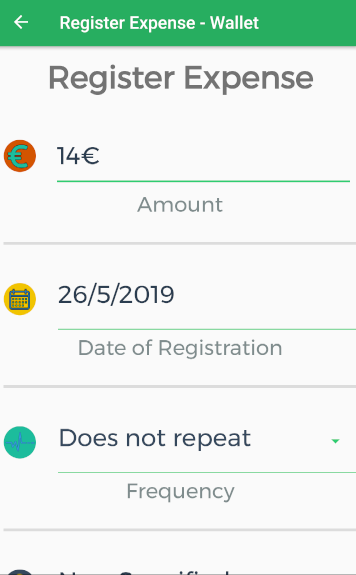 Register Expense - Wallet
Register Expense
14€
Amount
26/5/2019
Date of Registration
Does not repeat
Frequency